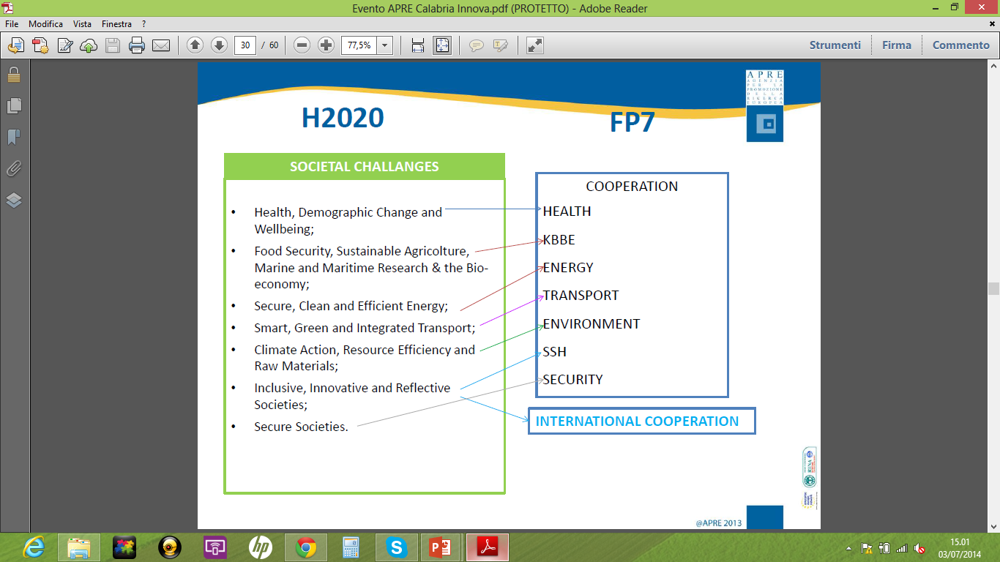 Evento APRE Calabria Innova.pdf (PROTETTO) - Adobe Reader
File Modifica Vista Finestra ?
30 / 60 77,5% Strumenti Firma Commento
APRE
AGENZIA
PER LA
PROMOZIONE
DELLA
RICERCA
EUROPEA
H2020
FP7
SOCIETAL CHALLANGES
• Health, Demographic Change and
Wellbeing;
• Food Security, Sustainable Agricolture,
Marine and Maritime Research & the Bio-
economy;
• Secure, Clean and Efficient Energy;
• Smart, Green and Integrated Transport;
• Climate Action, Resource Efficiency and
Raw Materials;
• Inclusive, Innovative and Reflective
Societies;
• Secure Societies.
COOPERATION
HEALTH
KBBE
ENERGY
TRANSPORT
ENVIRONMENT
SSH
SECURITY
INTERNATIONAL COOPERATION
RINA
@APRE 2013
hp
15.01
03/07/2014